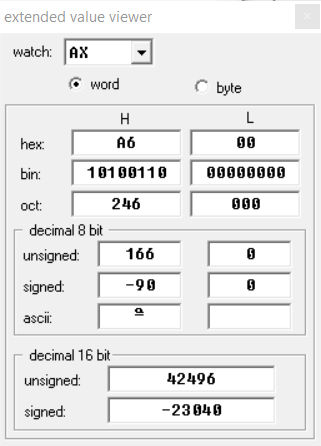 extended value viewer
watch: AX
word byte
H L
hex: A6 00
bin: 10100110 00000000
oct: 246 000
decimal 8 bit
unsigned: 166 0
signed: -90 0
ascii: ª
decimal 16 bit
unsigned: 42496
signed: -23040